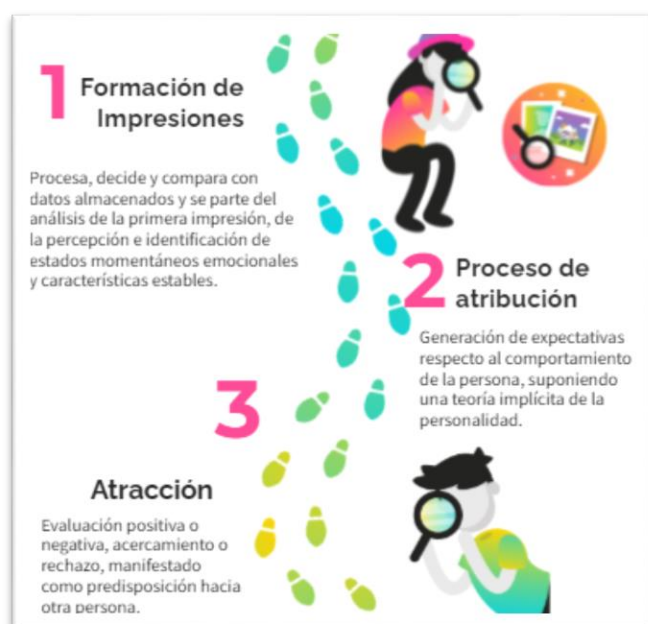 1
Formación de
Impresiones
Procesa, decide y compara con
datos almacenados y se parte del
análisis de la primera impresión, de
la percepción e identificación de
estados momentáneos emocionales
y características estables.
2
Proceso de
atribución
Generación de expectativas
respecto al comportamiento
de la persona, suponiendo
una teoría implícita de la
personalidad.
3
Atracción
Evaluación positiva o
negativa, acercamiento o
rechazo, manifestado
como predisposición hacia
otra persona.